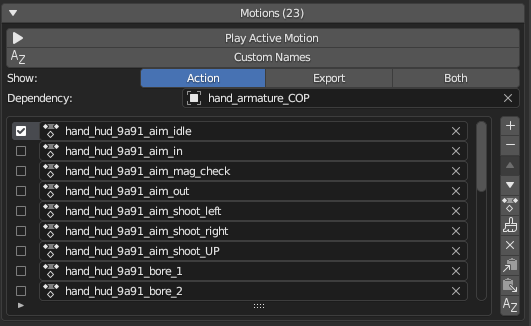 Motions (23)
Play Active Motion
Custom Names
Show: Action Export Both
Dependency: hand_armature_COP
hand_hud_9a91_aim_idle
hand_hud_9a91_aim_in
hand_hud_9a91_aim_mag_check
hand_hud_9a91_aim_out
hand_hud_9a91_aim_shoot_left
hand_hud_9a91_aim_shoot_right
hand_hud_9a91_aim_shoot_UP
hand_hud_9a91_bore_1
hand_hud_9a91_bore_2